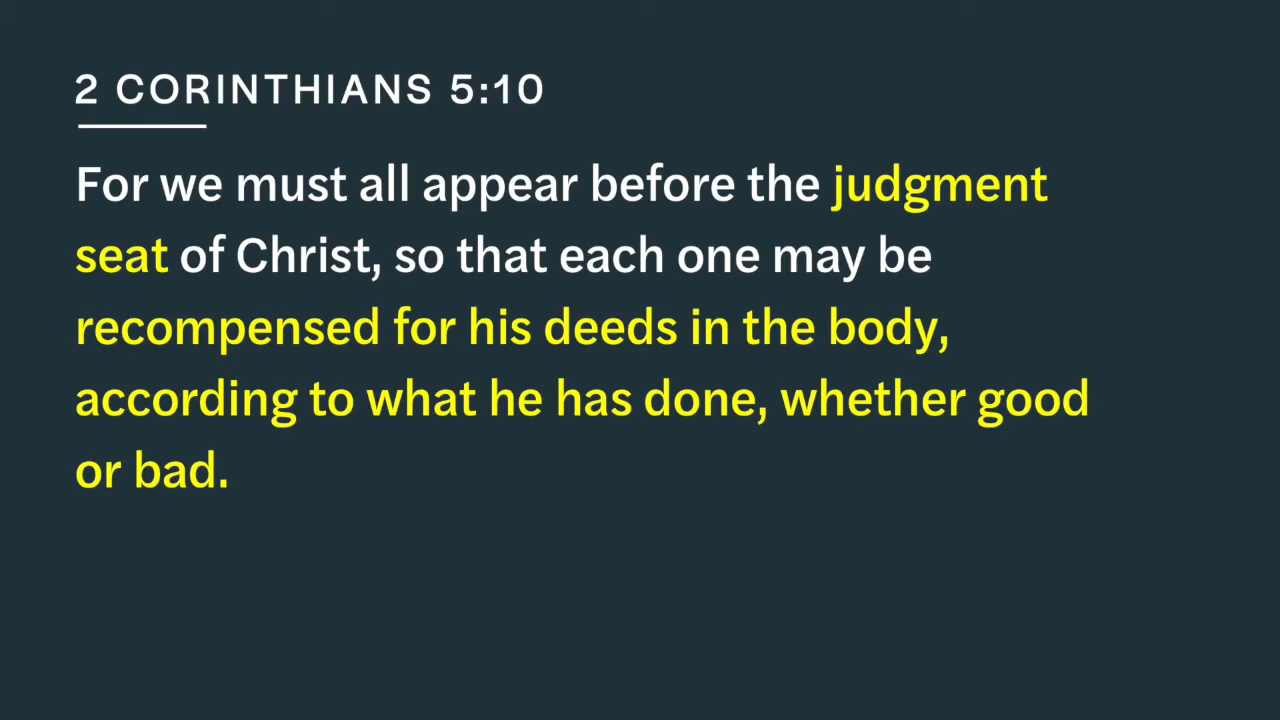 2 CORINTHIANS 5:10
For we must all appear before the judgment
seat of Christ, so that each one may be
recompensed for his deeds in the body,
according to what he has done, whether good
or bad.